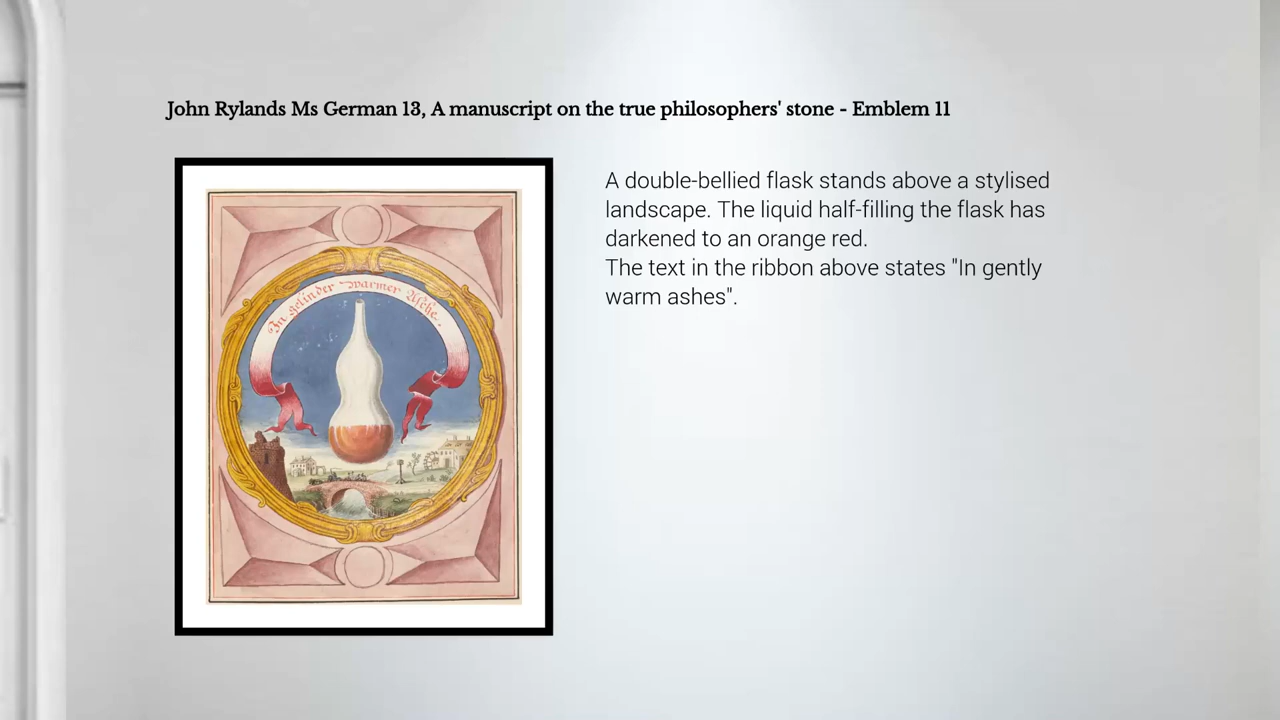 John Rylands Ms German 13, A manuscript on the true philosophers' stone - Emblem 11
In gelinder warmer Asche.
A double-bellied flask stands above a stylised
landscape. The liquid half-filling the flask has
darkened to an orange red.
The text in the ribbon above states "In gently
warm ashes".